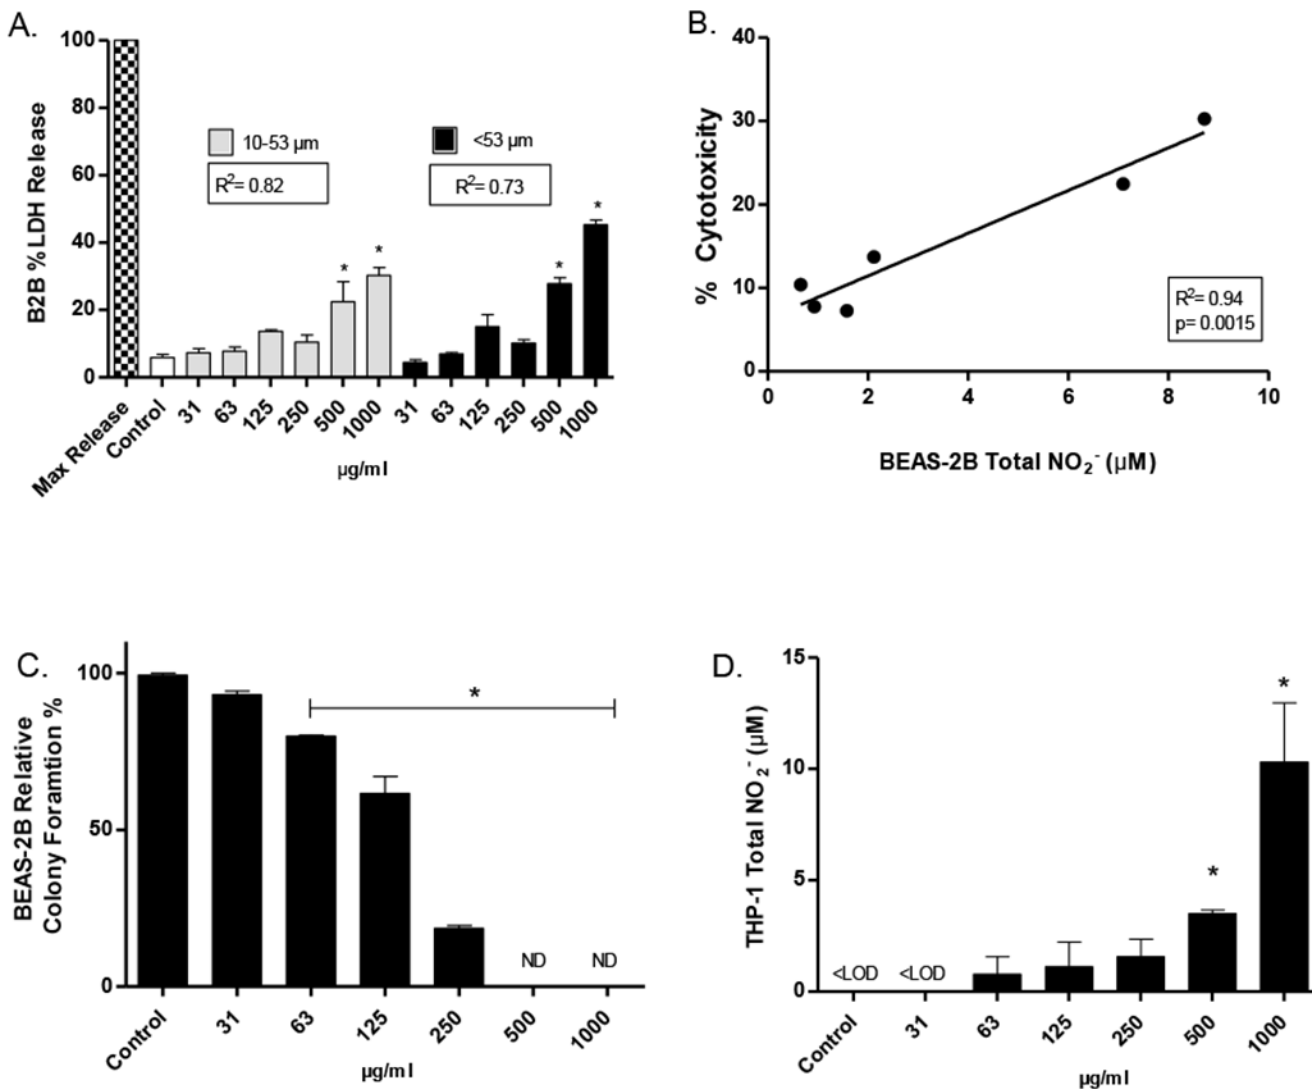 A.
100
80
60
40
20
0
B2B % LDH Release
10-53 µm
R²= 0.82
<53 µm
R²= 0.73
*
*
*
*
Max Release
Control
31
63
125
250
500
1000
31
63
125
250
500
1000
µg/ml
B.
40
30
20
10
0
% Cytotoxicity
R²= 0.94
p= 0.0015
0
2
4
6
8
10
BEAS-2B Total NO₂⁻ (µM)
C.
100
50
0
BEAS-2B Relative
Colony Foramtion %
*
ND
ND
Control
31
63
125
250
500
1000
µg/ml
D.
15
10
5
0
THP-1 Total NO₂⁻ (µM)
<LOD
<LOD
*
*
Control
31
63
125
250
500
1000
µg/ml